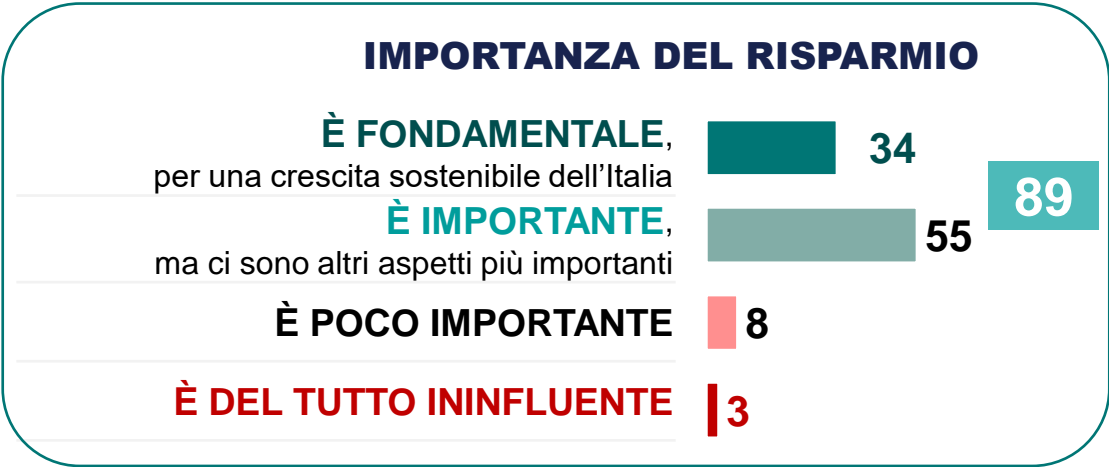 IMPORTANZA DEL RISPARMIO
È FONDAMENTALE,
per una crescita sostenibile dell'Italia
34
89
È IMPORTANTE,
ma ci sono altri aspetti più importanti
55
È POCO IMPORTANTE
8
È DEL TUTTO ININFLUENTE
3